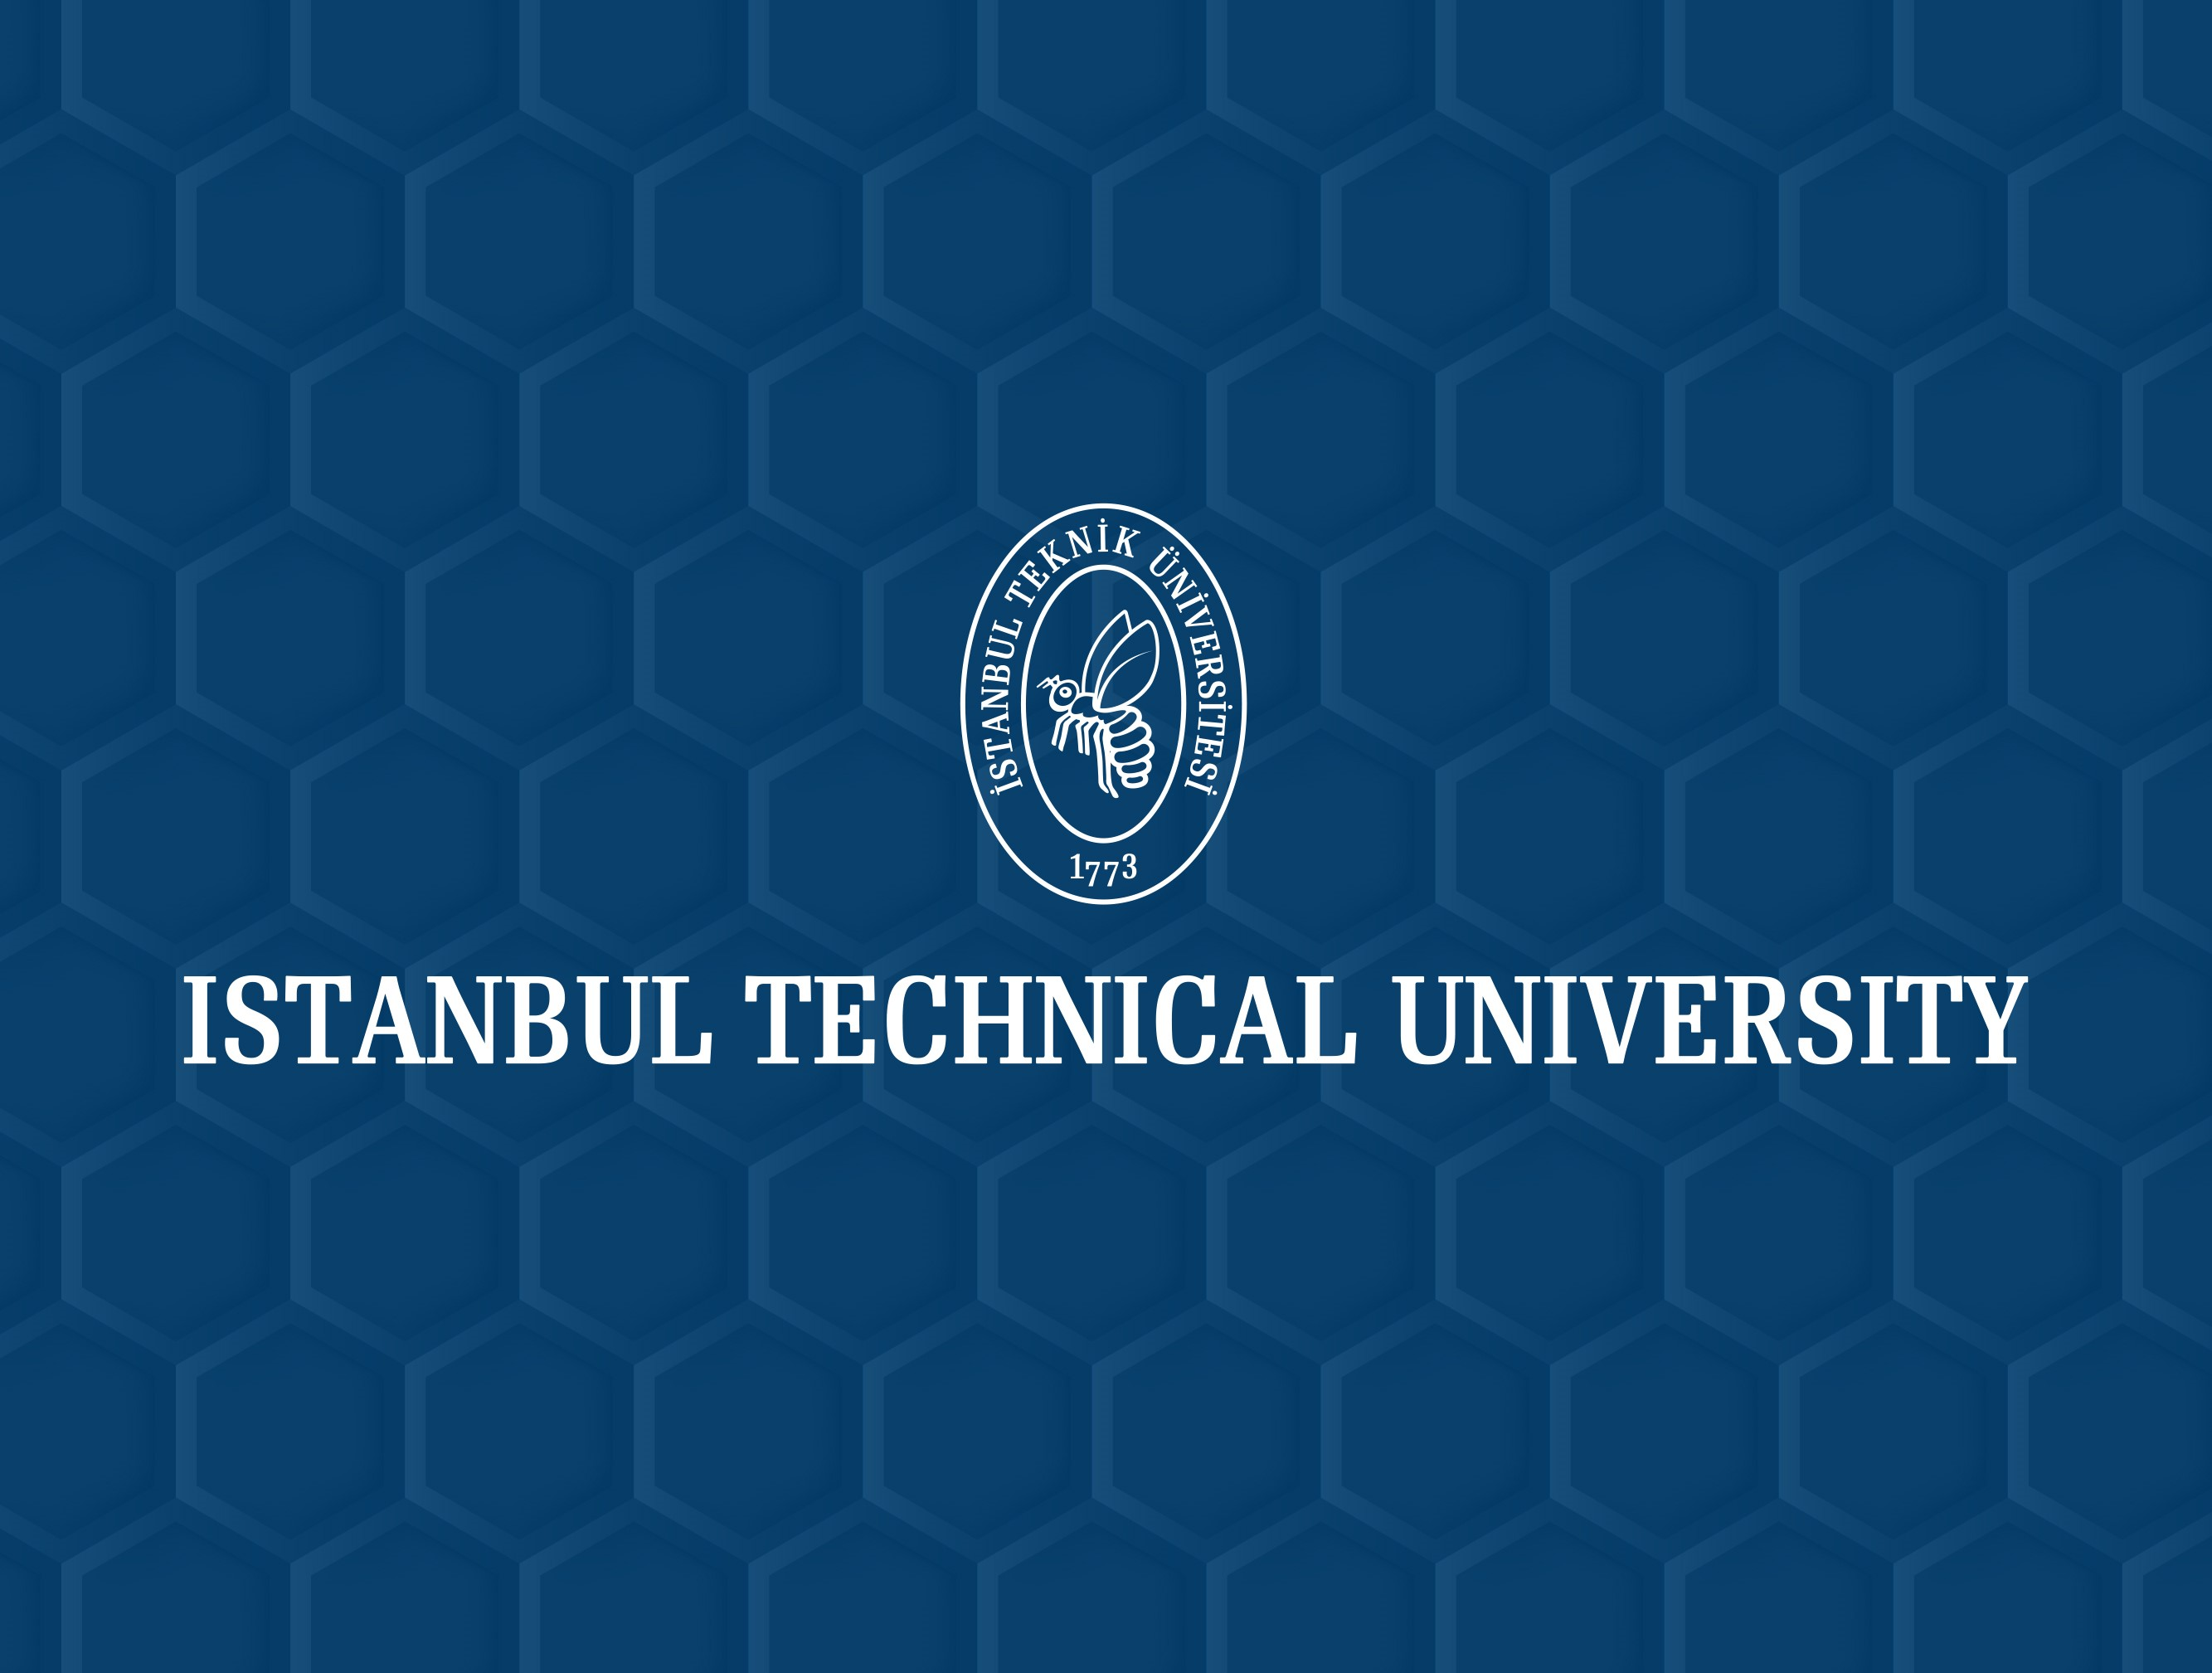 İSTANBUL TEKNİK ÜNİVERSİTESİ
1773
ISTANBUL TECHNICAL UNIVERSITY